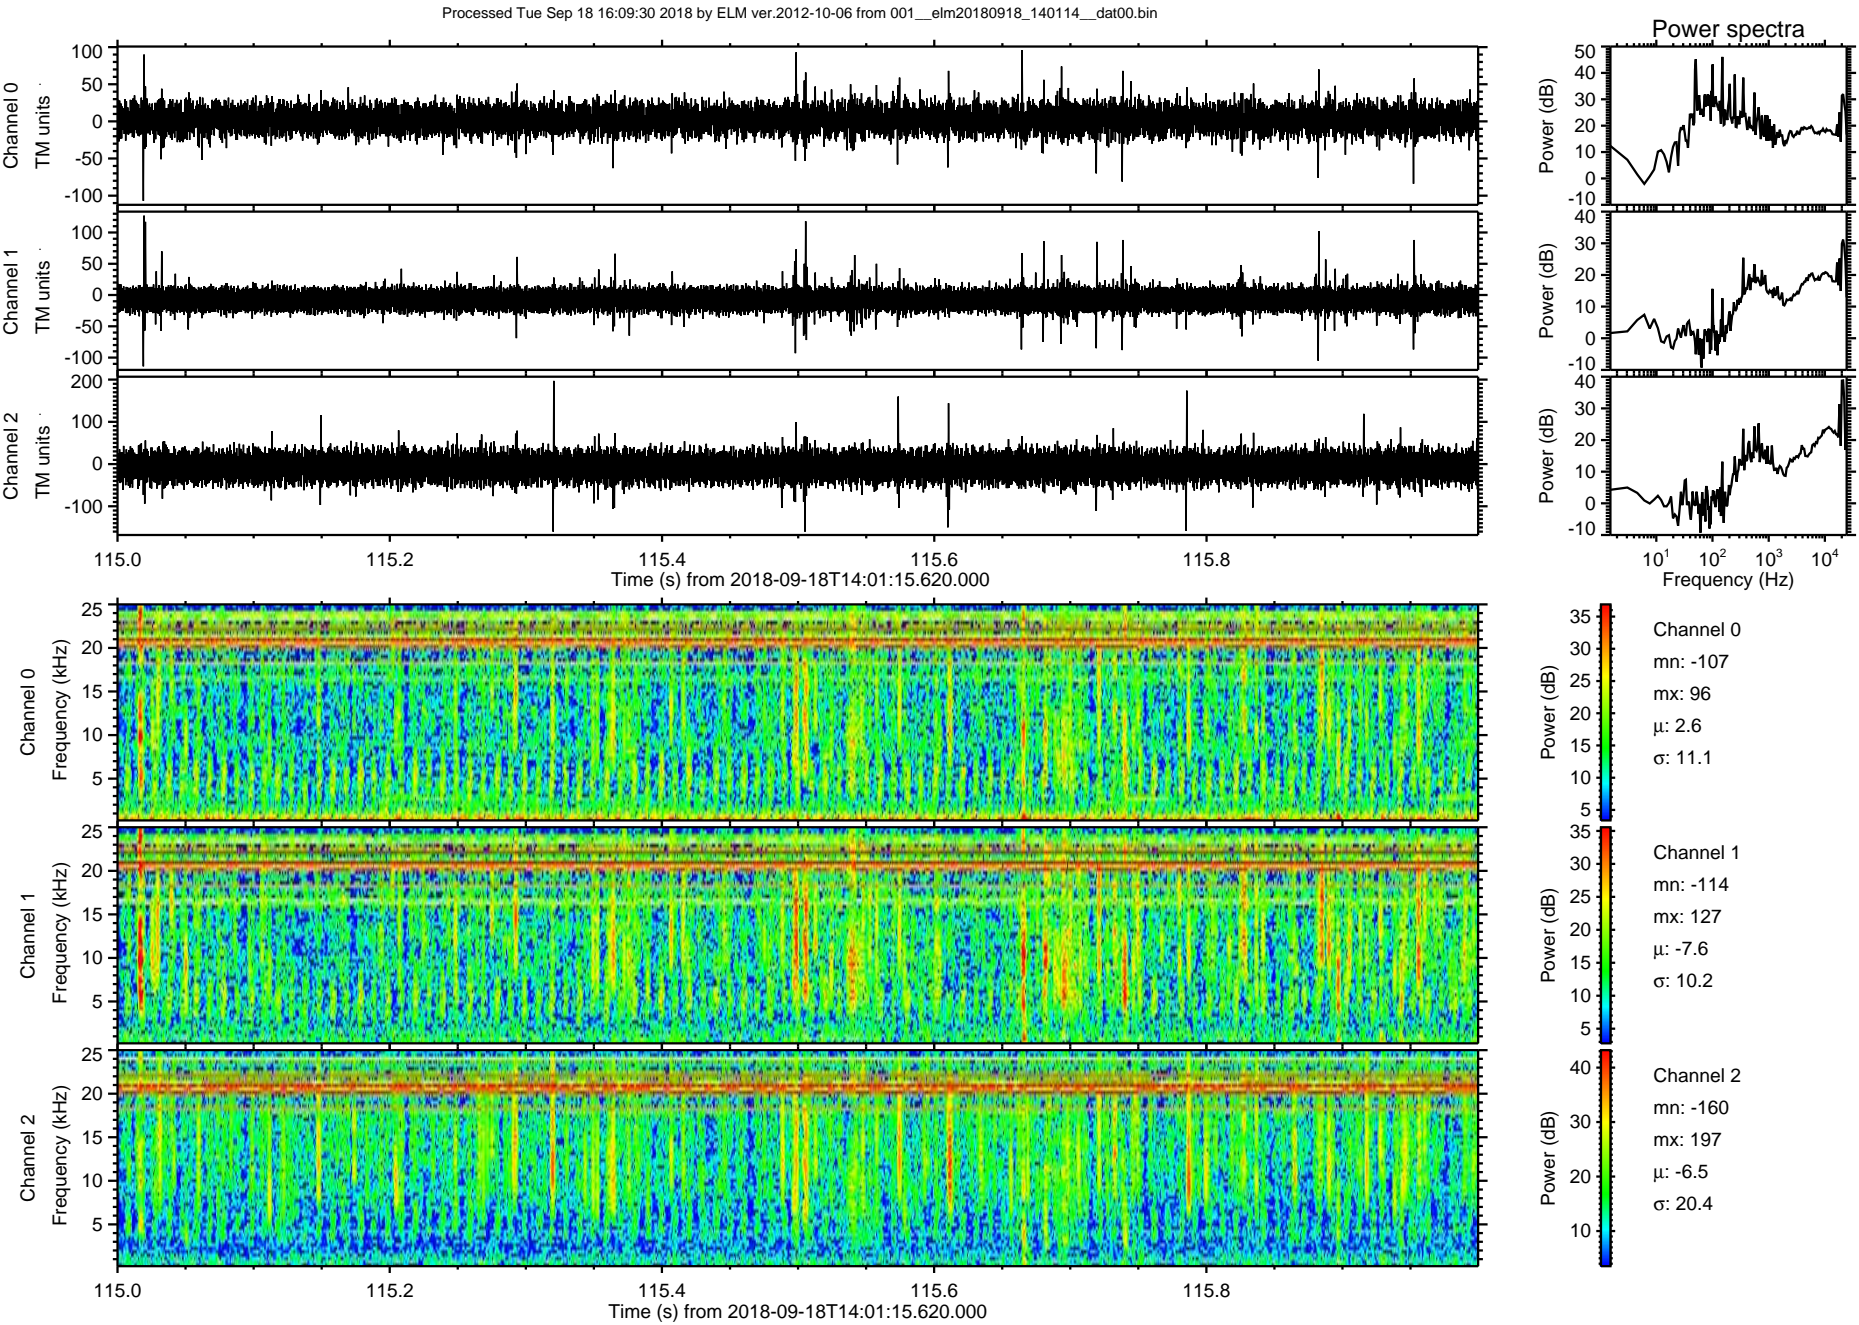 Processed Tue Sep 18 16:09:30 2018 by ELM ver.2012-10-06 from 001__elm20180918_140114__dat00.bin
Power spectra
Channel 0
TM units
100
50
0
-50
-100
Power (dB)
50
40
30
20
10
0
-10
Channel 1
TM units
100
50
0
-50
-100
Power (dB)
40
30
20
10
0
-10
Channel 2
TM units
200
100
0
-100
Power (dB)
40
30
20
10
0
-10
115.0 115.2 115.4 115.6 115.8
Time (s) from 2018-09-18T14:01:15.620.000
10¹ 10² 10³ 10⁴
Frequency (Hz)
Channel 0
Frequency (kHz)
25
20
15
10
5
Power (dB)
35
30
25
20
15
10
5
Channel 0
mn: -107
mx: 96
μ: 2.6
σ: 11.1
Channel 1
Frequency (kHz)
25
20
15
10
5
Power (dB)
35
30
25
20
15
10
5
Channel 1
mn: -114
mx: 127
μ: -7.6
σ: 10.2
Channel 2
Frequency (kHz)
25
20
15
10
5
Power (dB)
40
30
20
10
Channel 2
mn: -160
mx: 197
μ: -6.5
σ: 20.4
115.0 115.2 115.4 115.6 115.8
Time (s) from 2018-09-18T14:01:15.620.000